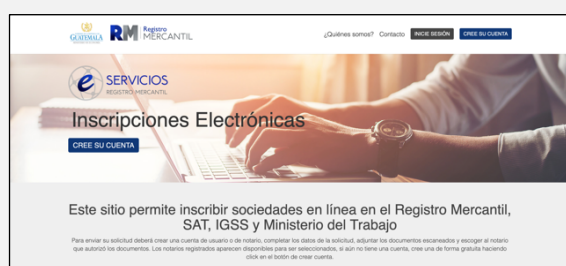 GUATEMALA
RM Registro MERCANTIL
¿Quiénes somos? Contacto INICIE SESIÓN CREE SU CUENTA
e SERVICIOS
REGISTRO MERCANTIL
Inscripciones Electrónicas
CREE SU CUENTA
Este sitio permite inscribir sociedades en línea en el Registro Mercantil,
SAT, IGSS y Ministerio del Trabajo
Para enviar su solicitud deberá crear una cuenta de usuario o de notario, completar los datos de la solicitud, adjuntar los documentos escaneados y escoger al notario
que autorizó los documentos. Los notarios registrados aparecen disponibles para ser seleccionados, si aún no tiene una cuenta, cree una de forma gratuita haciendo
click en el botón de crear cuenta.